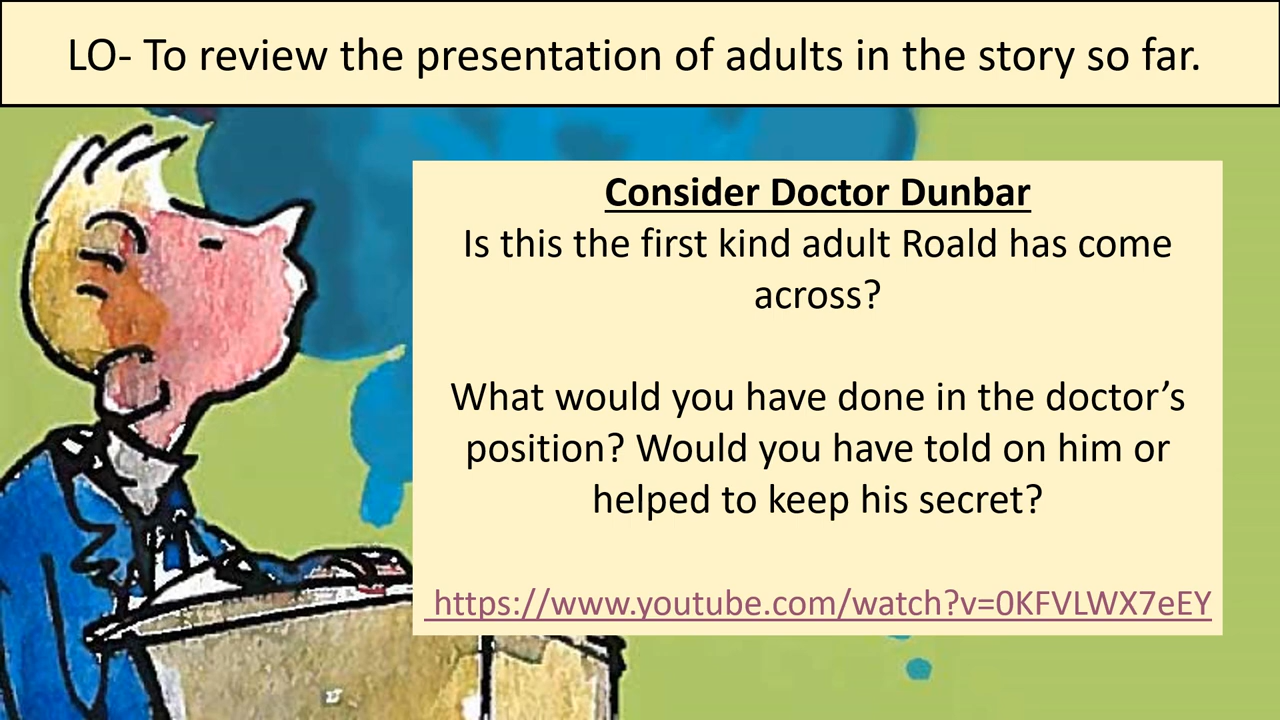 LO- To review the presentation of adults in the story so far.
Consider Doctor Dunbar
Is this the first kind adult Roald has come
across?
What would you have done in the doctor’s
position? Would you have told on him or
helped to keep his secret?
https://www.youtube.com/watch?v=0KFVLWX7eEY